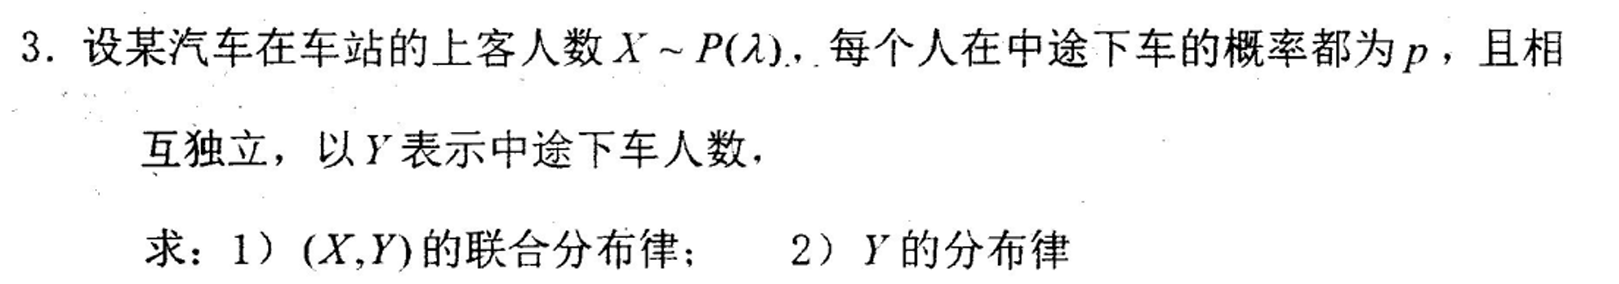 3. 设某汽车在车站的上客人数 X ~ P(λ), 每个人在中途下车的概率都为 p，且相
互独立，以 Y 表示中途下车人数，
求：1）(X,Y) 的联合分布律； 2）Y 的分布律